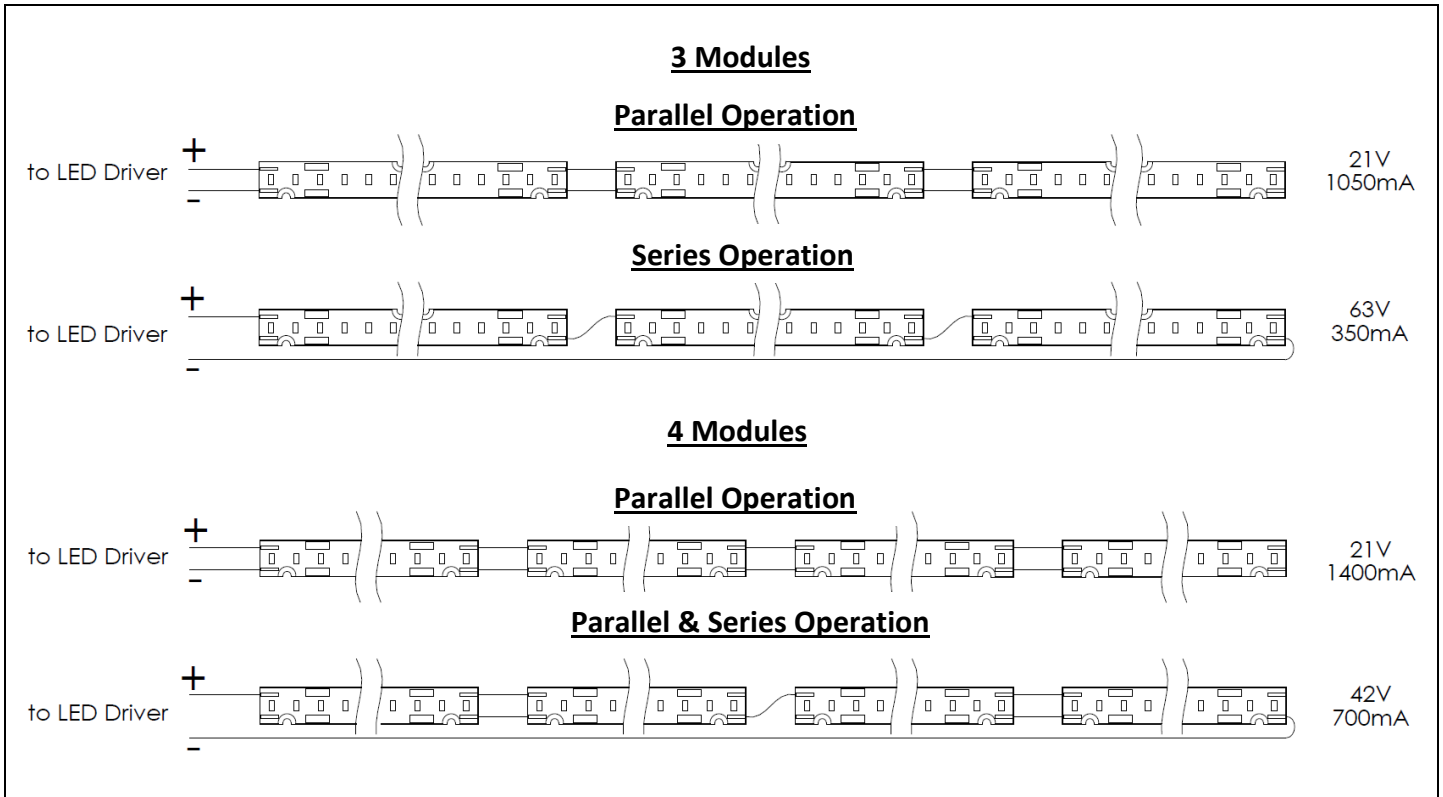 3 Modules
Parallel Operation
+
to LED Driver
–
21V
1050mA
Series Operation
+
to LED Driver
–
63V
350mA
4 Modules
Parallel Operation
+
to LED Driver
–
21V
1400mA
Parallel & Series Operation
+
to LED Driver
–
42V
700mA